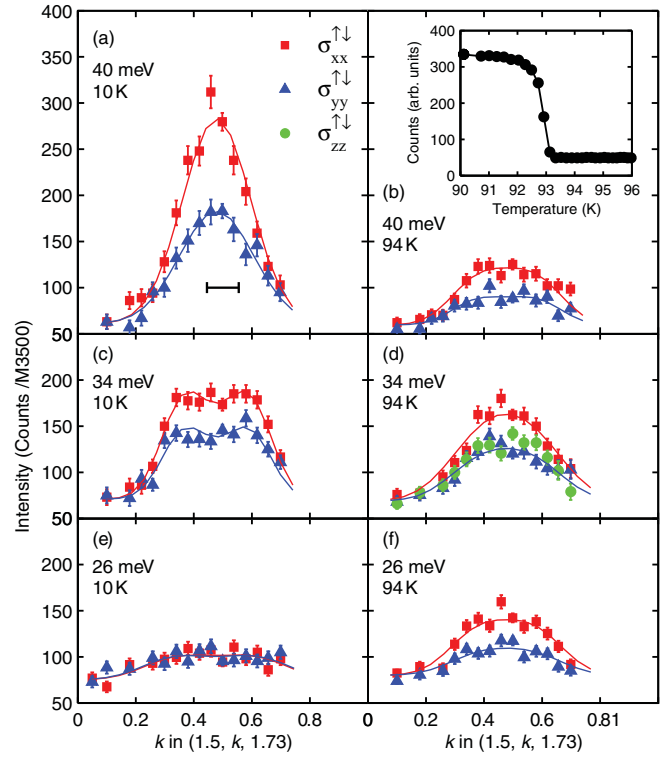 (a)
40 meV
10 K
σxx↑↓
σyy↑↓
σzz↑↓
400
350
300
250
200
150
100
50
Counts (arb. units)
400
300
200
100
0
90 91 92 93 94 95 96
Temperature (K)
(b)
40 meV
94 K
Intensity (Counts /M3500)
(c)
34 meV
10 K
200
150
100
50
(d)
34 meV
94 K
(e)
26 meV
10 K
200
150
100
50
(f)
26 meV
94 K
0 0.2 0.4 0.6 0.8
0 0.2 0.4 0.6 0.81
k in (1.5, k, 1.73)
k in (1.5, k, 1.73)